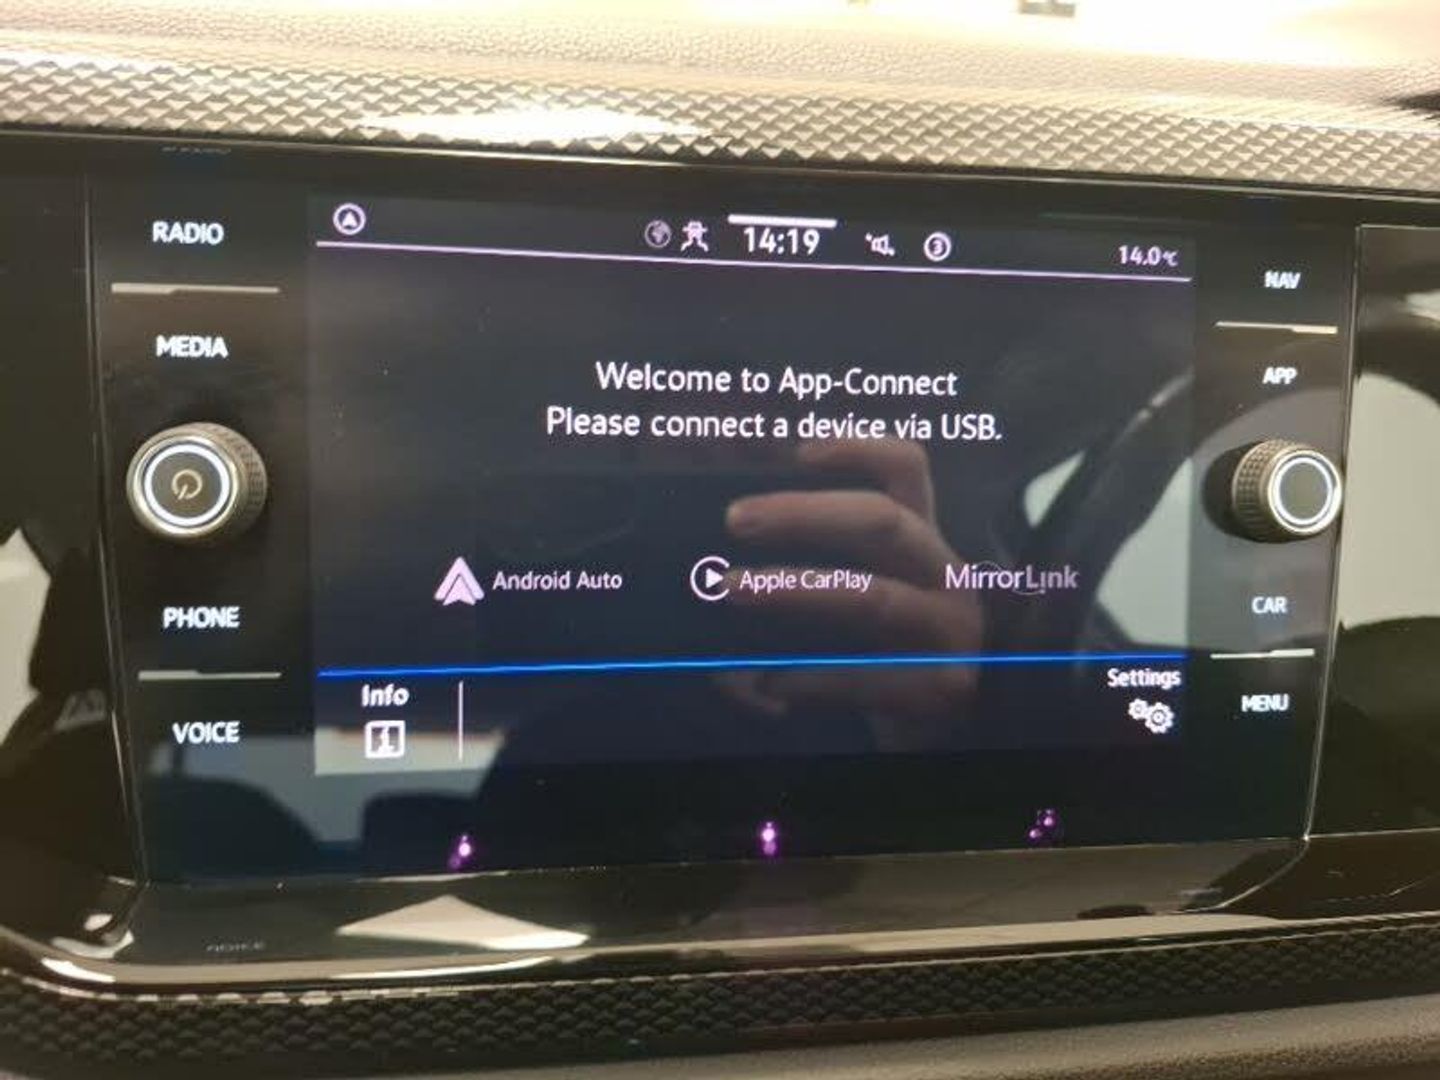 RADIO
MEDIA
PHONE
VOICE
14:19
3
14.0°C
Welcome to App-Connect
Please connect a device via USB.
Android Auto
Apple CarPlay
MirrorLink
Info
i
Settings
NAV
APP
CAR
MENU